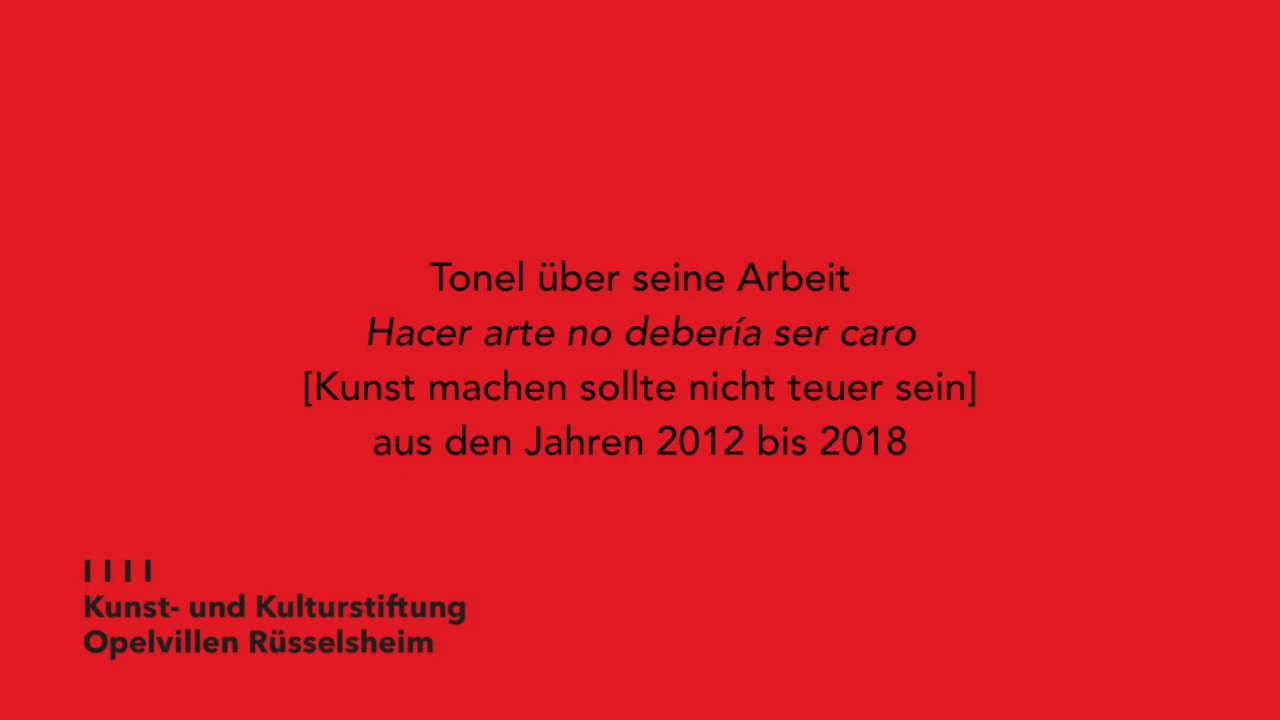 Tonel über seine Arbeit
Hacer arte no debería ser caro
[Kunst machen sollte nicht teuer sein]
aus den Jahren 2012 bis 2018
I I I I
Kunst- und Kulturstiftung
Opelvillen Rüsselsheim